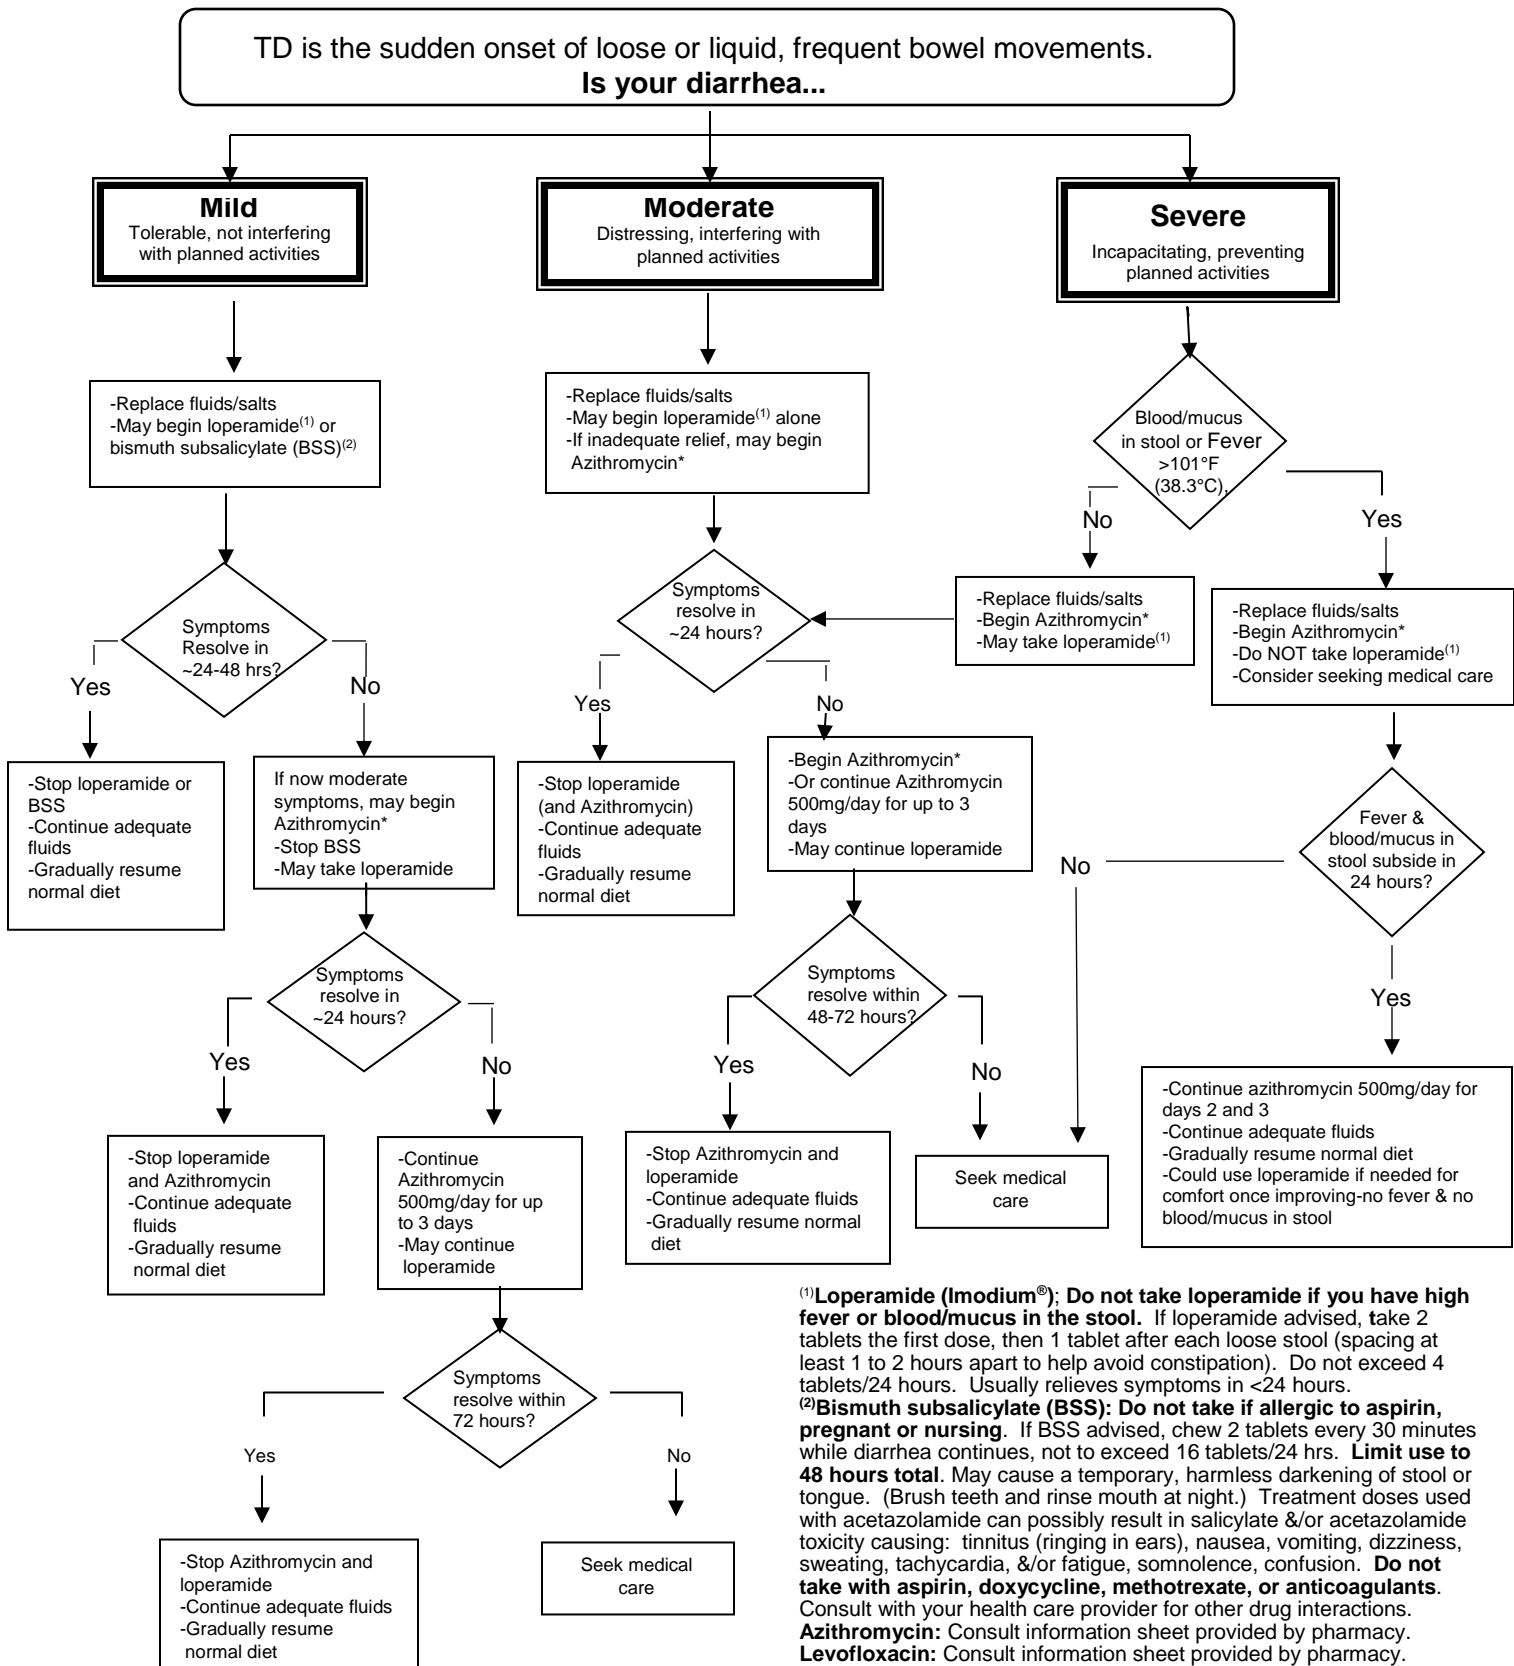 TD is the sudden onset of loose or liquid, frequent bowel movements.
Is your diarrhea...
Mild
Tolerable, not interfering
with planned activities
Moderate
Distressing, interfering with
planned activities
Severe
Incapacitating, preventing
planned activities
-Replace fluids/salts
-May begin loperamide(1) or
bismuth subsalicylate (BSS)(2)
-Replace fluids/salts
-May begin loperamide(1) alone
-If inadequate relief, may begin
Azithromycin*
Blood/mucus
in stool or Fever
>101°F
(38.3°C),
No
Yes
Symptoms
Resolve in
~24-48 hrs?
Symptoms
resolve in
~24 hours?
-Replace fluids/salts
-Begin Azithromycin*
-May take loperamide(1)
-Replace fluids/salts
-Begin Azithromycin*
-Do NOT take loperamide(1)
-Consider seeking medical care
Yes
No
Yes
No
-Stop loperamide or
BSS
-Continue adequate
fluids
-Gradually resume
normal diet
If now moderate
symptoms, may begin
Azithromycin*
-Stop BSS
-May take loperamide
-Stop loperamide
(and Azithromycin)
-Continue adequate
fluids
-Gradually resume
normal diet
-Begin Azithromycin*
-Or continue Azithromycin
500mg/day for up to 3
days
-May continue loperamide
Fever &
blood/mucus in
stool subside in
24 hours?
No
Yes
Symptoms
resolve in
~24 hours?
Symptoms
resolve within
48-72 hours?
Yes
No
Yes
No
-Stop loperamide
and Azithromycin
-Continue adequate
fluids
-Gradually resume
normal diet
-Continue
Azithromycin
500mg/day for up
to 3 days
-May continue
loperamide
-Stop Azithromycin and
loperamide
-Continue adequate fluids
-Gradually resume normal
diet
Seek medical
care
-Continue azithromycin 500mg/day for
days 2 and 3
-Continue adequate fluids
-Gradually resume normal diet
-Could use loperamide if needed for
comfort once improving-no fever & no
blood/mucus in stool
Symptoms
resolve within
72 hours?
Yes
No
-Stop Azithromycin and
loperamide
-Continue adequate fluids
-Gradually resume
normal diet
Seek medical
care
(1)Loperamide (Imodium®); Do not take loperamide if you have high
fever or blood/mucus in the stool. If loperamide advised, take 2
tablets the first dose, then 1 tablet after each loose stool (spacing at
least 1 to 2 hours apart to help avoid constipation). Do not exceed 4
tablets/24 hours. Usually relieves symptoms in <24 hours.
(2)Bismuth subsalicylate (BSS): Do not take if allergic to aspirin,
pregnant or nursing. If BSS advised, chew 2 tablets every 30 minutes
while diarrhea continues, not to exceed 16 tablets/24 hrs. Limit use to
48 hours total. May cause a temporary, harmless darkening of stool or
tongue. (Brush teeth and rinse mouth at night.) Treatment doses used
with acetazolamide can possibly result in salicylate &/or acetazolamide
toxicity causing: tinnitus (ringing in ears), nausea, vomiting, dizziness,
sweating, tachycardia, &/or fatigue, somnolence, confusion. Do not
take with aspirin, doxycycline, methotrexate, or anticoagulants.
Consult with your health care provider for other drug interactions.
Azithromycin: Consult information sheet provided by pharmacy.
Levofloxacin: Consult information sheet provided by pharmacy.